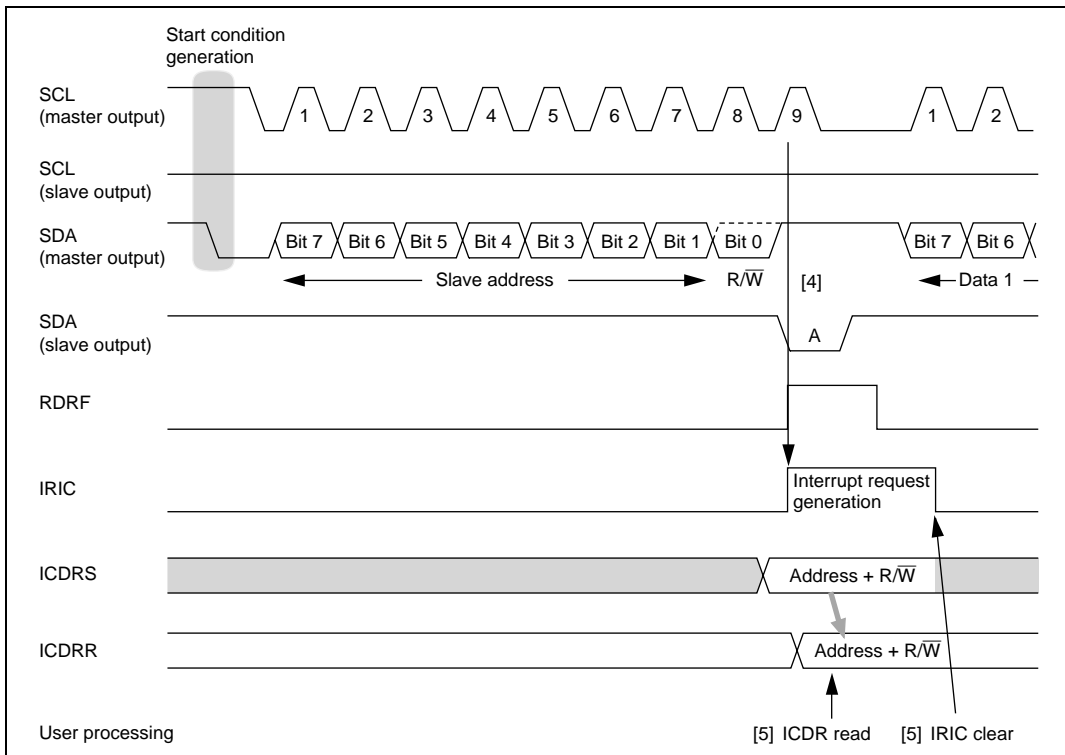 Start condition
generation
SCL
(master output)
1 2 3 4 5 6 7 8 9 1 2
SCL
(slave output)
SDA
(master output)
Bit 7 Bit 6 Bit 5 Bit 4 Bit 3 Bit 2 Bit 1 Bit 0 Bit 7 Bit 6
Slave address R/W̅ [4] Data 1
SDA
(slave output)
A
RDRF
IRIC
Interrupt request
generation
ICDRS
Address + R/W̅
ICDRR
Address + R/W̅
User processing [5] ICDR read [5] IRIC clear